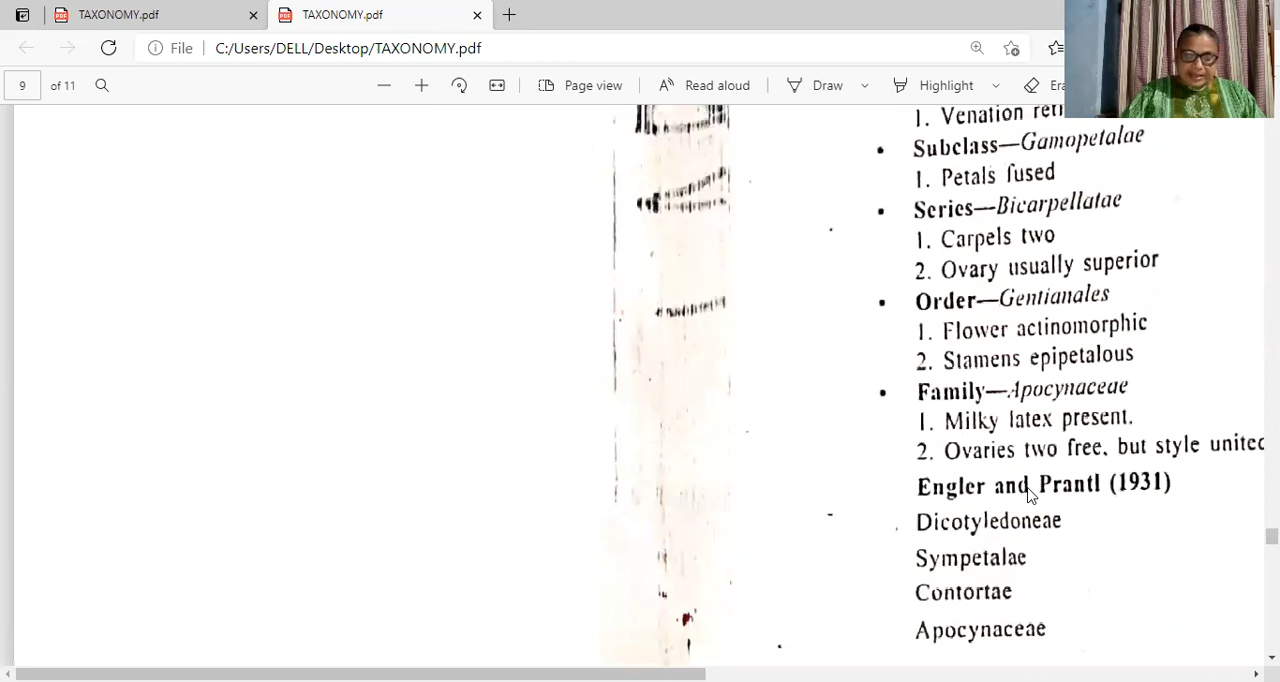 TAXONOMY.pdf
TAXONOMY.pdf
File C:/Users/DELL/Desktop/TAXONOMY.pdf
9 of 11 Page view Read aloud Draw Highlight
1. Venation
• Subclass—Gamopetalae
1. Petals fused
• Series—Bicarpellatae
1. Carpels two
2. Ovary usually superior
• Order—Gentianales
1. Flower actinomorphic
2. Stamens epipetalous
• Family—Apocynaceae
1. Milky latex present.
2. Ovaries two free, but style united
Engler and Prantl (1931)
Dicotyledoneae
Sympetalae
Contortae
Apocynaceae